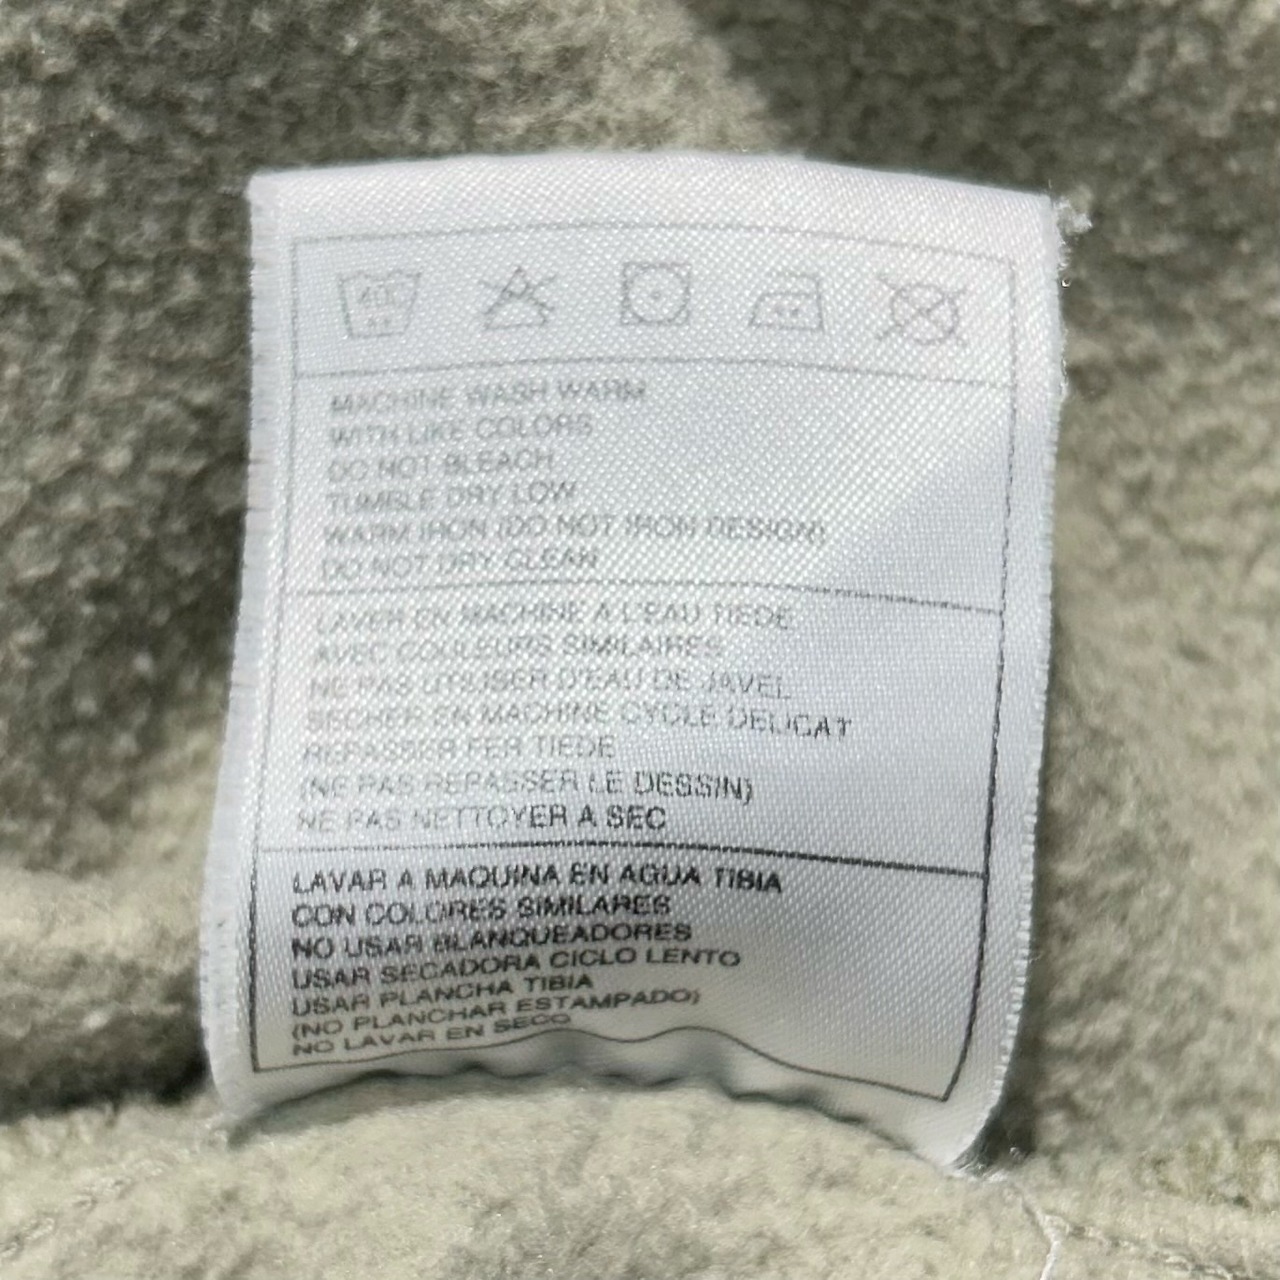 MACHINE WASH WARM
WITH LIKE COLORS
DO NOT BLEACH
TUMBLE DRY LOW
WARM IRON (DO NOT IRON DESIGN)
DO NOT DRY CLEAN
LAVER EN MACHINE A L'EAU TIEDE
AVEC COULEURS SIMILAIRES
NE PAS UTILISER D'EAU DE JAVEL
SECHER EN MACHINE CYCLE DELICAT
REPASSER FER TIEDE
(NE PAS REPASSER LE DESSIN)
NE PAS NETTOYER A SEC
LAVAR A MAQUINA EN AGUA TIBIA
CON COLORES SIMILARES
NO USAR BLANQUEADORES
USAR SECADORA CICLO LENTO
USAR PLANCHA TIBIA
(NO PLANCHAR ESTAMPADO)
NO LAVAR EN SECO